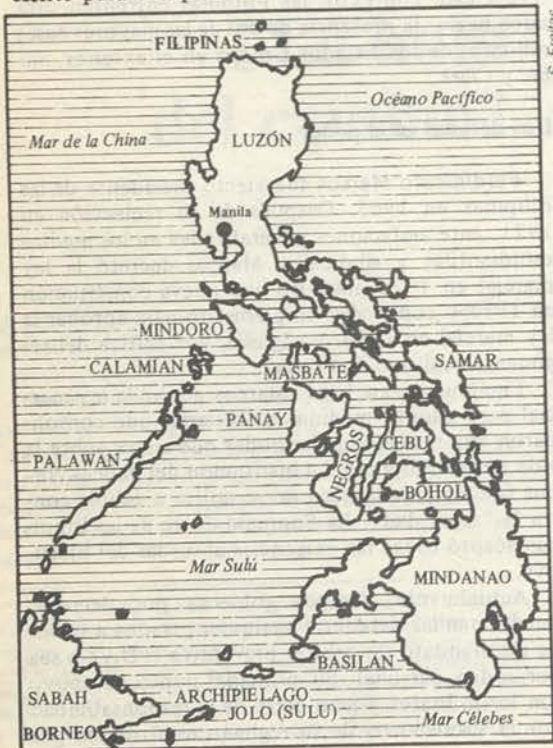 FILIPINAS
Océano Pacífico
Mar de la China
LUZÓN
Manila
MINDORO
CALAMIAN
MASBATE
SAMAR
PANAY
CEBU
NEGROS
PALAWAN
BOHOL
Mar Sulú
MINDANAO
BASILAN
SABAH
ARCHIPIELAGO
JOLO (SULU)
BORNEO
Mar Célebes